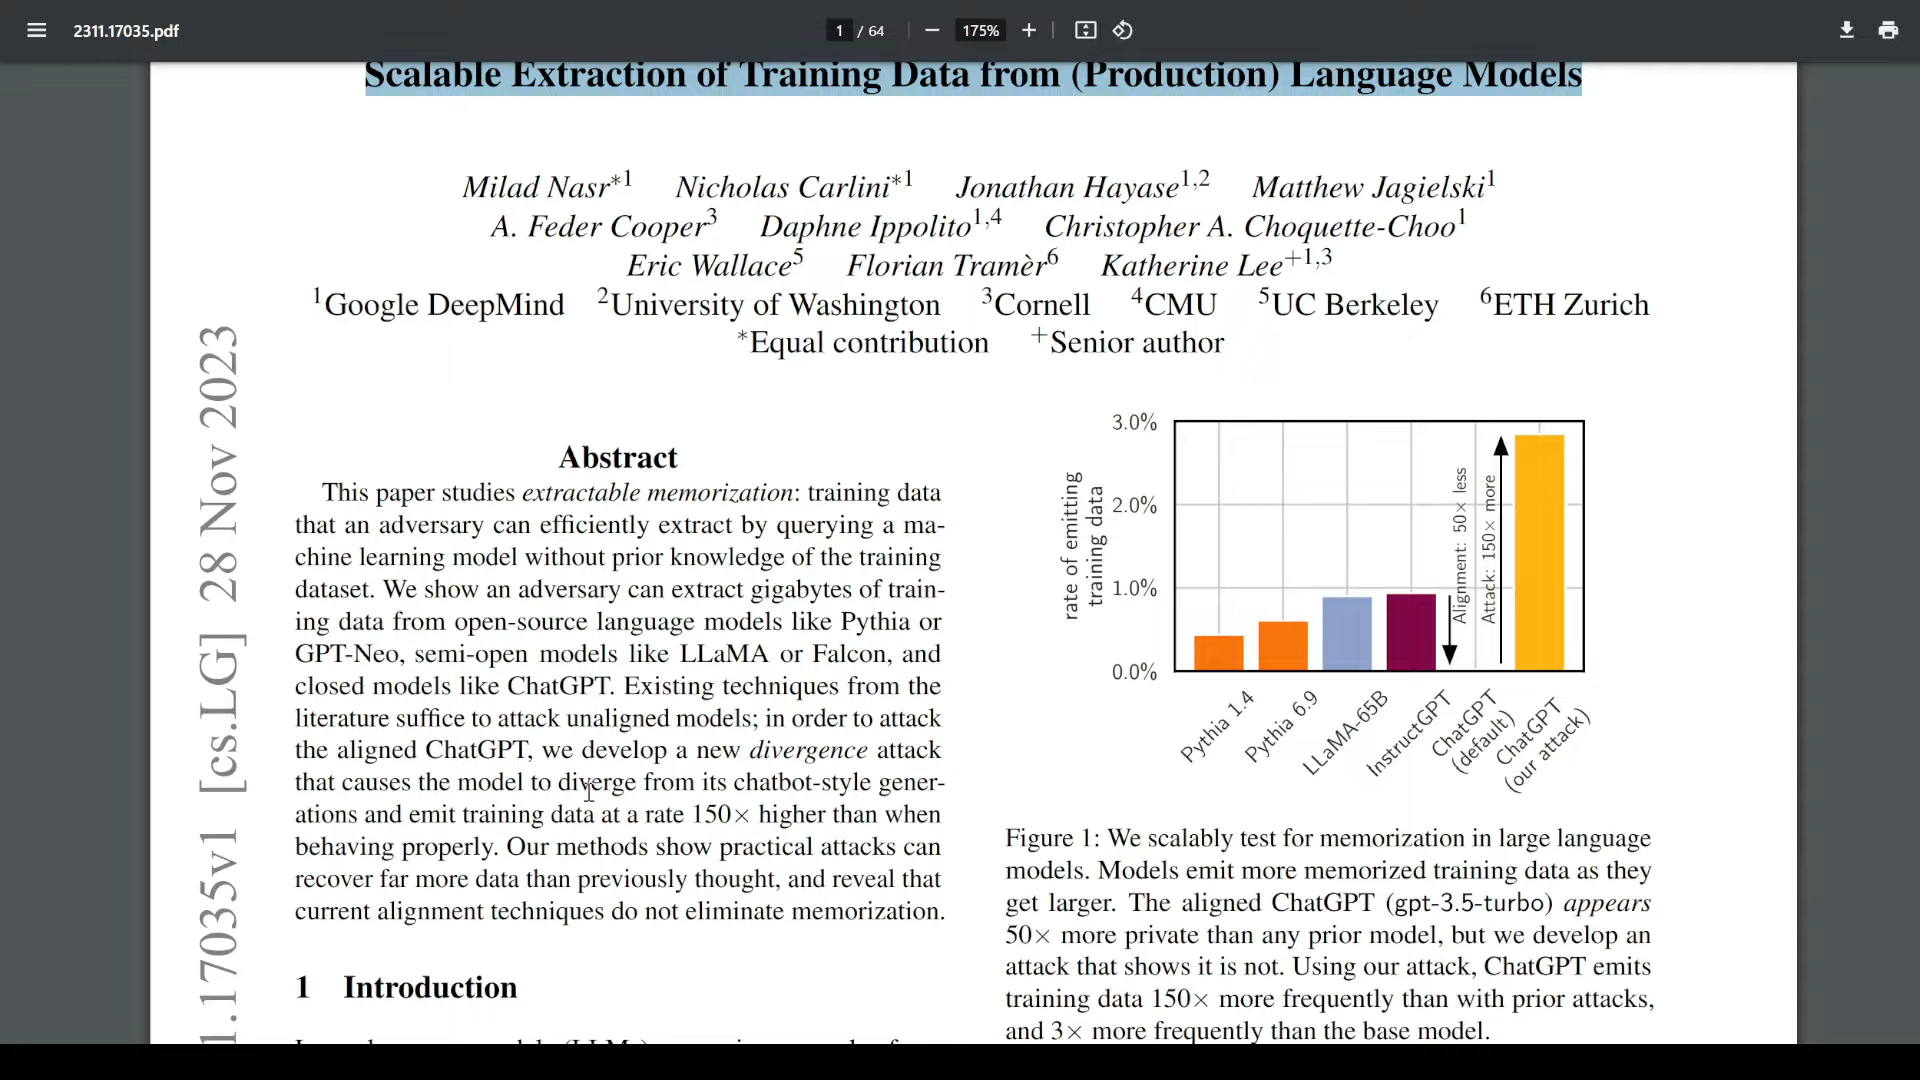 2311.17035.pdf
1 / 64
175%
Scalable Extraction of Training Data from (Production) Language Models
Milad Nasr*1 Nicholas Carlini*1 Jonathan Hayase1,2 Matthew Jagielski1
A. Feder Cooper3 Daphne Ippolito1,4 Christopher A. Choquette-Choo1
Eric Wallace5 Florian Tramèr6 Katherine Lee+1,3
1Google DeepMind 2University of Washington 3Cornell 4CMU 5UC Berkeley 6ETH Zurich
*Equal contribution +Senior author
1.17035v1 [cs.LG] 28 Nov 2023
Abstract
This paper studies extractable memorization: training data
that an adversary can efficiently extract by querying a ma-
chine learning model without prior knowledge of the training
dataset. We show an adversary can extract gigabytes of train-
ing data from open-source language models like Pythia or
GPT-Neo, semi-open models like LLaMA or Falcon, and
closed models like ChatGPT. Existing techniques from the
literature suffice to attack unaligned models; in order to attack
the aligned ChatGPT, we develop a new divergence attack
that causes the model to diverge from its chatbot-style gener-
ations and emit training data at a rate 150× higher than when
behaving properly. Our methods show practical attacks can
recover far more data than previously thought, and reveal that
current alignment techniques do not eliminate memorization.
1 Introduction
rate of emitting
training data
3.0%
2.0%
1.0%
0.0%
Alignment: 50× less
Attack: 150× more
Pythia 1.4
Pythia 6.9
LLaMA-65B
InstructGPT
ChatGPT
(default)
ChatGPT
(our attack)
Figure 1: We scalably test for memorization in large language
models. Models emit more memorized training data as they
get larger. The aligned ChatGPT (gpt-3.5-turbo) appears
50× more private than any prior model, but we develop an
attack that shows it is not. Using our attack, ChatGPT emits
training data 150× more frequently than with prior attacks,
and 3× more frequently than the base model.